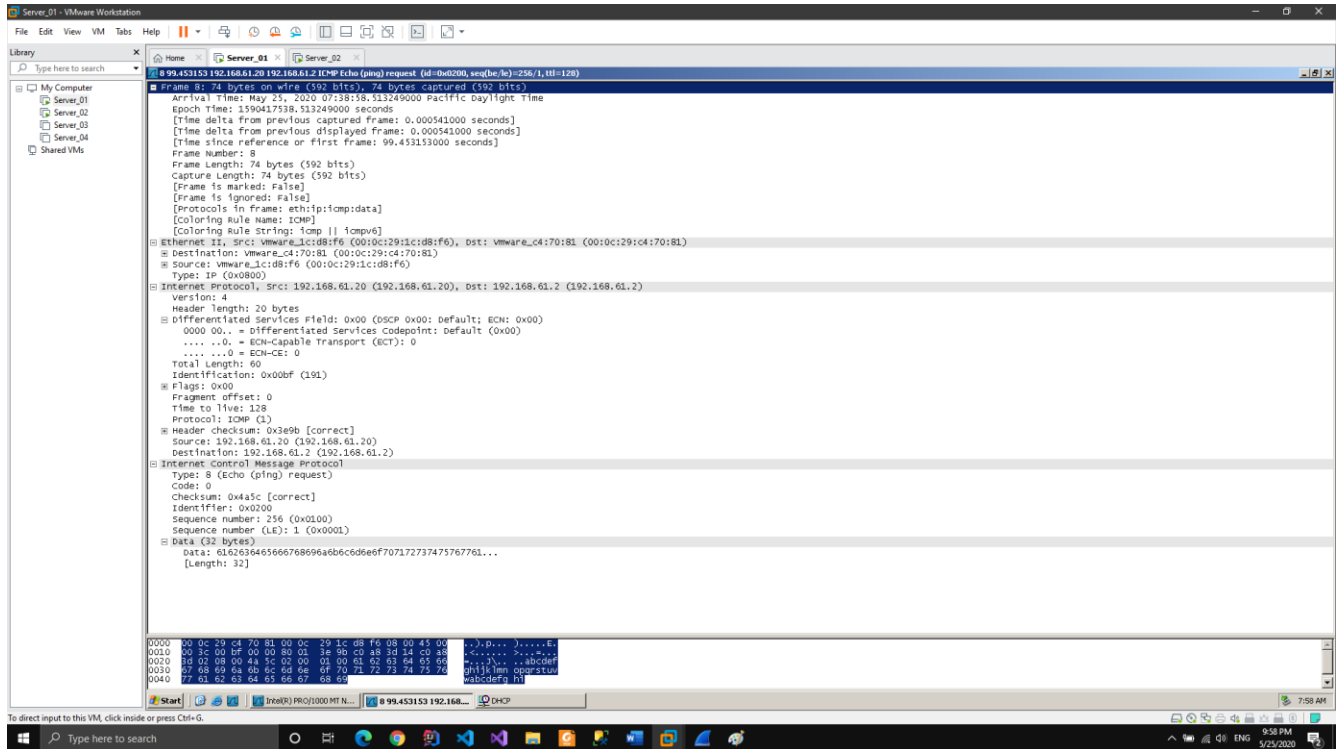 Server_01 - VMware Workstation
File Edit View VM Tabs Help
Library
Type here to search
My Computer
Server_01
Server_02
Server_03
Server_04
Shared VMs
Home Server_01 Server_02
8 99.453153 192.168.61.20 192.168.61.2 ICMP Echo (ping) request (id=0x0200, seq(be/le)=256/1, ttl=128)
Frame 8: 74 bytes on wire (592 bits), 74 bytes captured (592 bits)
Arrival Time: May 25, 2020 07:38:58.513249000 Pacific Daylight Time
Epoch Time: 1590417538.513249000 seconds
[Time delta from previous captured frame: 0.000541000 seconds]
[Time delta from previous displayed frame: 0.000541000 seconds]
[Time since reference or first frame: 99.453153000 seconds]
Frame Number: 8
Frame Length: 74 bytes (592 bits)
Capture Length: 74 bytes (592 bits)
[Frame is marked: False]
[Frame is ignored: False]
[Protocols in frame: eth:ip:icmp:data]
[Coloring Rule Name: ICMP]
[Coloring Rule String: icmp || icmpv6]
Ethernet II, Src: Vmware_1c:d8:f6 (00:0c:29:1c:d8:f6), Dst: Vmware_c4:70:81 (00:0c:29:c4:70:81)
Destination: Vmware_c4:70:81 (00:0c:29:c4:70:81)
Source: Vmware_1c:d8:f6 (00:0c:29:1c:d8:f6)
Type: IP (0x0800)
Internet Protocol, Src: 192.168.61.20 (192.168.61.20), Dst: 192.168.61.2 (192.168.61.2)
Version: 4
Header length: 20 bytes
Differentiated Services Field: 0x00 (DSCP 0x00: Default; ECN: 0x00)
0000 00.. = Differentiated Services Codepoint: Default (0x00)
.... ..0. = ECN-Capable Transport (ECT): 0
.... ...0 = ECN-CE: 0
Total Length: 60
Identification: 0x00bf (191)
Flags: 0x00
Fragment offset: 0
Time to live: 128
Protocol: ICMP (1)
Header checksum: 0x3e9b [correct]
Source: 192.168.61.20 (192.168.61.20)
Destination: 192.168.61.2 (192.168.61.2)
Internet Control Message Protocol
Type: 8 (Echo (ping) request)
Code: 0
Checksum: 0x4a5c [correct]
Identifier: 0x0200
Sequence number: 256 (0x0100)
Sequence number (LE): 1 (0x0001)
Data (32 bytes)
Data: 6162636465666768696a6b6c6d6e6f707172737475767761...
[Length: 32]
0000 00 0c 29 c4 70 81 00 0c 29 1c d8 f6 08 00 45 00 ..).p... ).....E.
0010 00 3c 00 bf 00 00 80 01 3e 9b c0 a8 3d 14 c0 a8 .<...... >...=...
0020 3d 02 08 00 4a 5c 02 00 01 00 61 62 63 64 65 66 =...J\.. ..abcdef
0030 67 68 69 6a 6b 6c 6d 6e 6f 70 71 72 73 74 75 76 ghijklmn opqrstuv
0040 77 61 62 63 64 65 66 67 68 69 wabcdefg hi
Start Intel(R) PRO/1000 MT N... 8 99.453153 192.168.... DHCP 7:58 AM
To direct input to this VM, click inside or press Ctrl+G.
Type here to search ENG 9:58 PM
5/25/2020